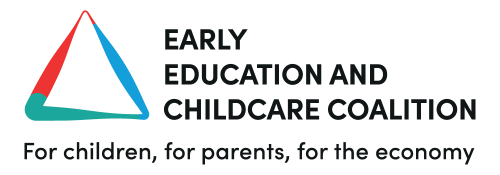 EARLY
EDUCATION AND
CHILDCARE COALITION
For children, for parents, for the economy